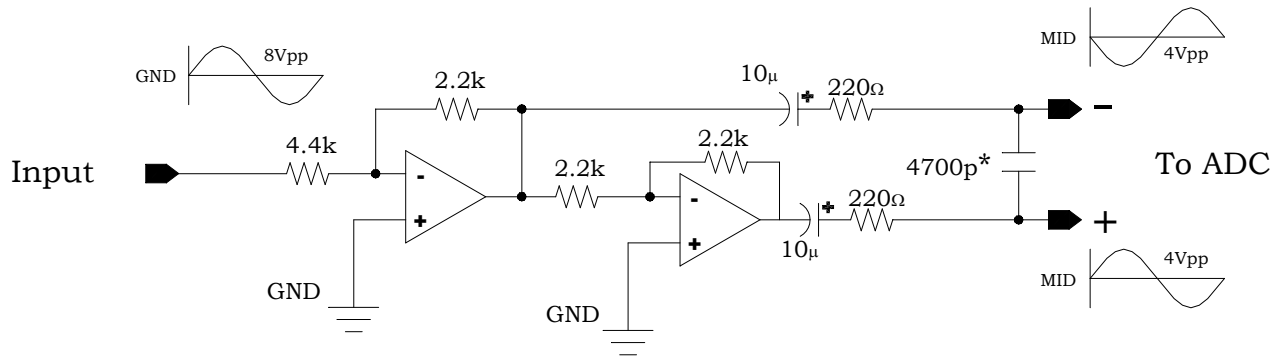 GND
8Vpp
MID
4Vpp
10µ
220Ω
2.2k
+
-
4.4k
2.2k
Input
-
+
2.2k
-
+
4700p*
To ADC
+
220Ω
+
10µ
GND
GND
MID
4Vpp